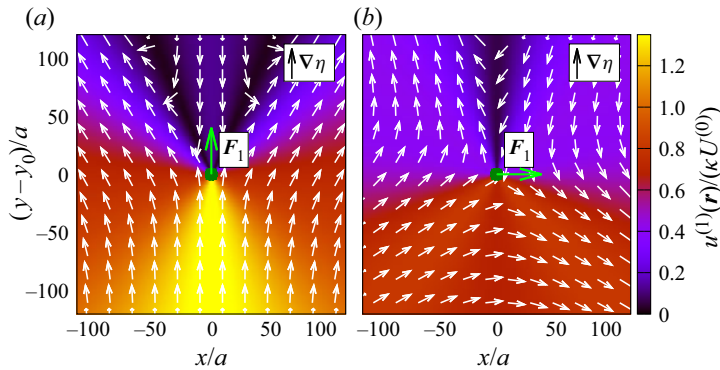 (a)
(b)
100
50
0
−50
−100
(y−y₀)/a
∇η
F₁
∇η
F₁
1.2
1.0
0.8
0.6
0.4
0.2
0
u⁽¹⁾(r)/(κU⁽⁰⁾)
−100 −50 0 50 100
−100 −50 0 50 100
x/a
x/a